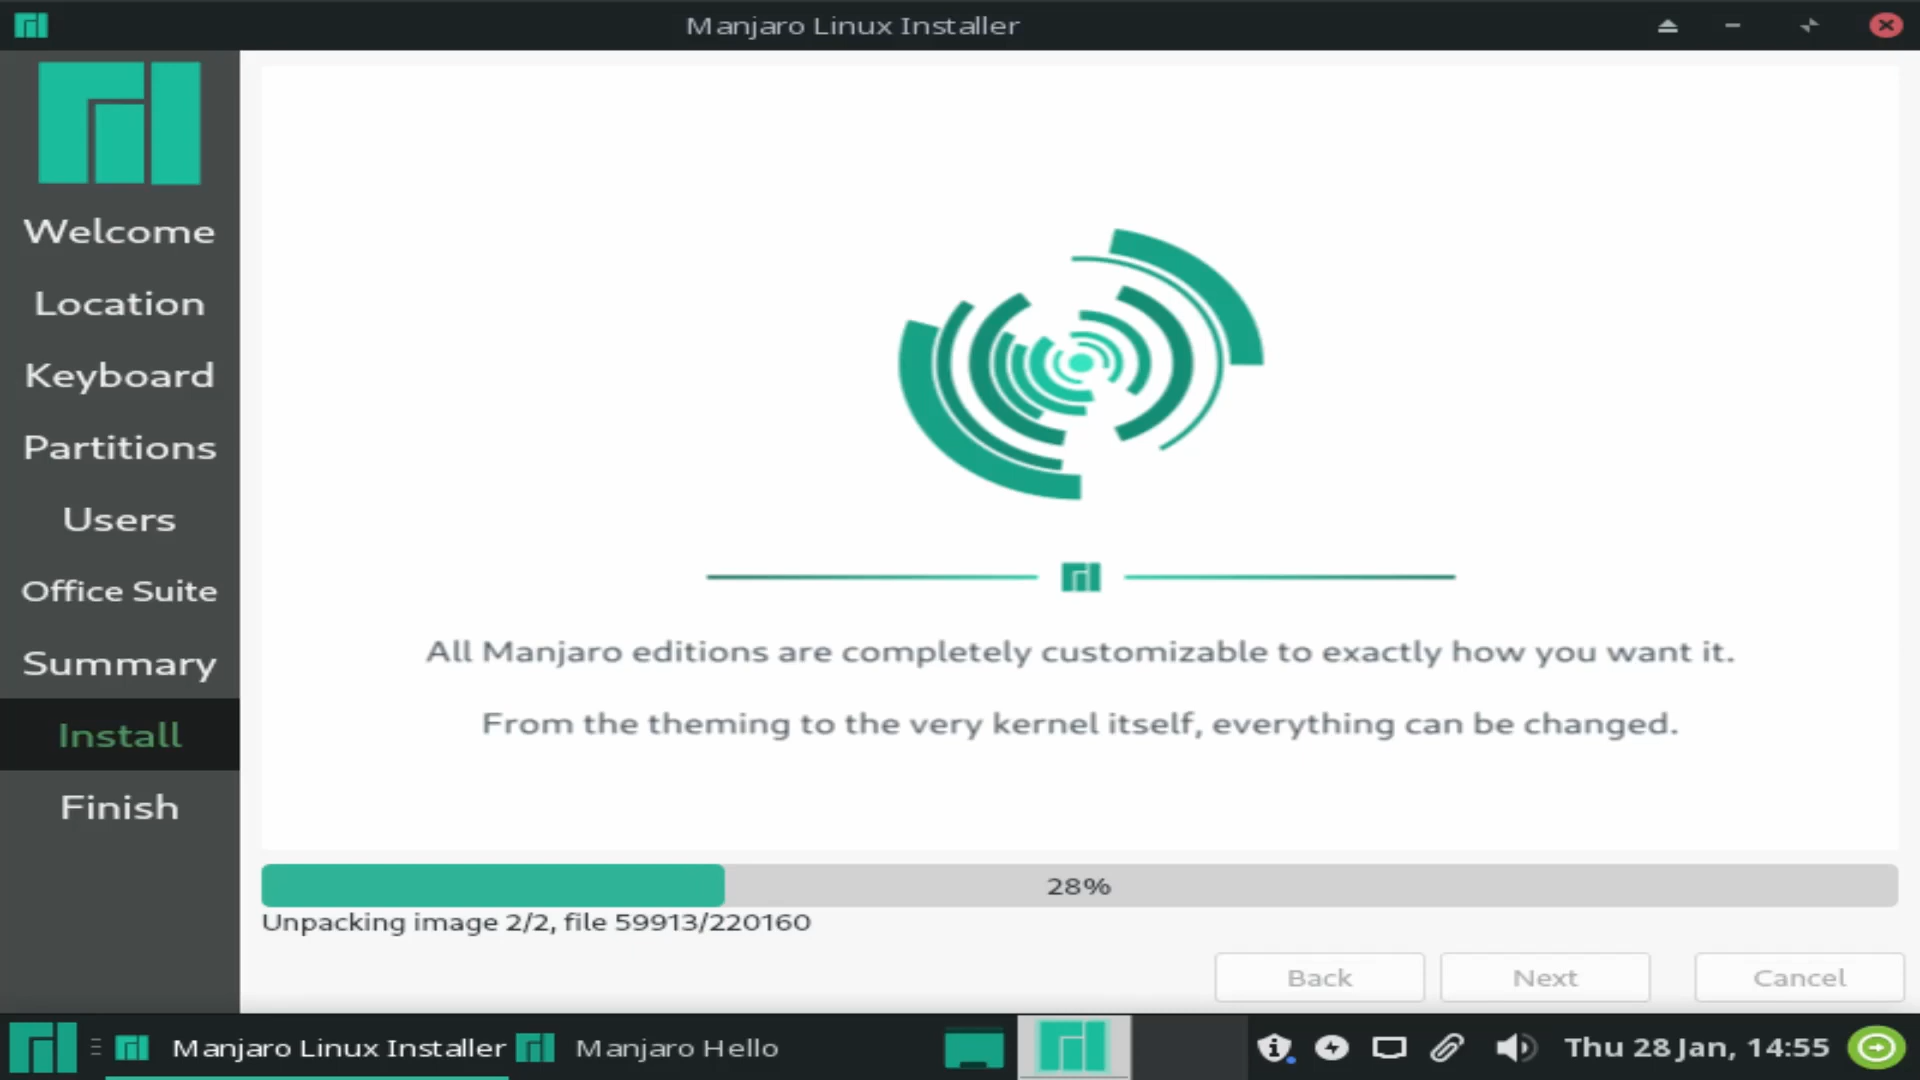 Manjaro Linux Installer
Welcome
Location
Keyboard
Partitions
Users
Office Suite
Summary
Install
Finish
All Manjaro editions are completely customizable to exactly how you want it.
From the theming to the very kernel itself, everything can be changed.
28%
Unpacking image 2/2, file 59913/220160
Back
Next
Cancel
Manjaro Linux Installer
Manjaro Hello
Thu 28 Jan, 14:55